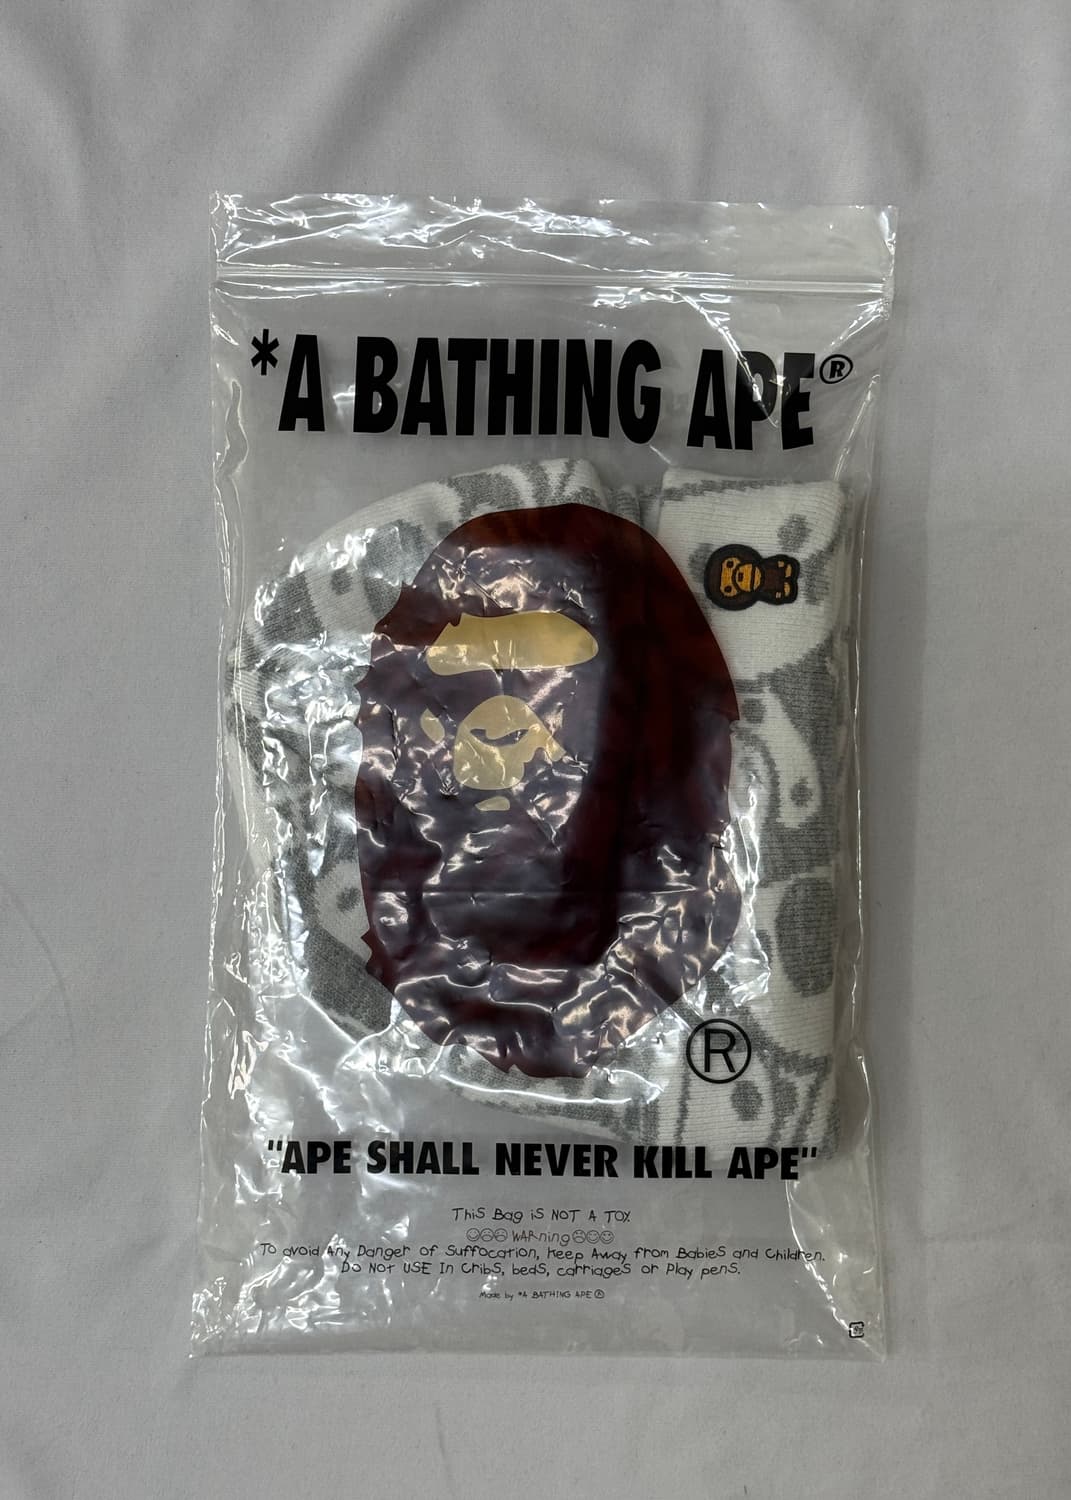 *A BATHING APE®
®
"APE SHALL NEVER KILL APE"
This Bag iS NOT A TOY.
WARning
To avoid Any Danger of Suffocation, Keep Away from Babies and Children.
DO NOT USE In Cribs, beds, carriages or Play pens.
Made by *A BATHING APE®